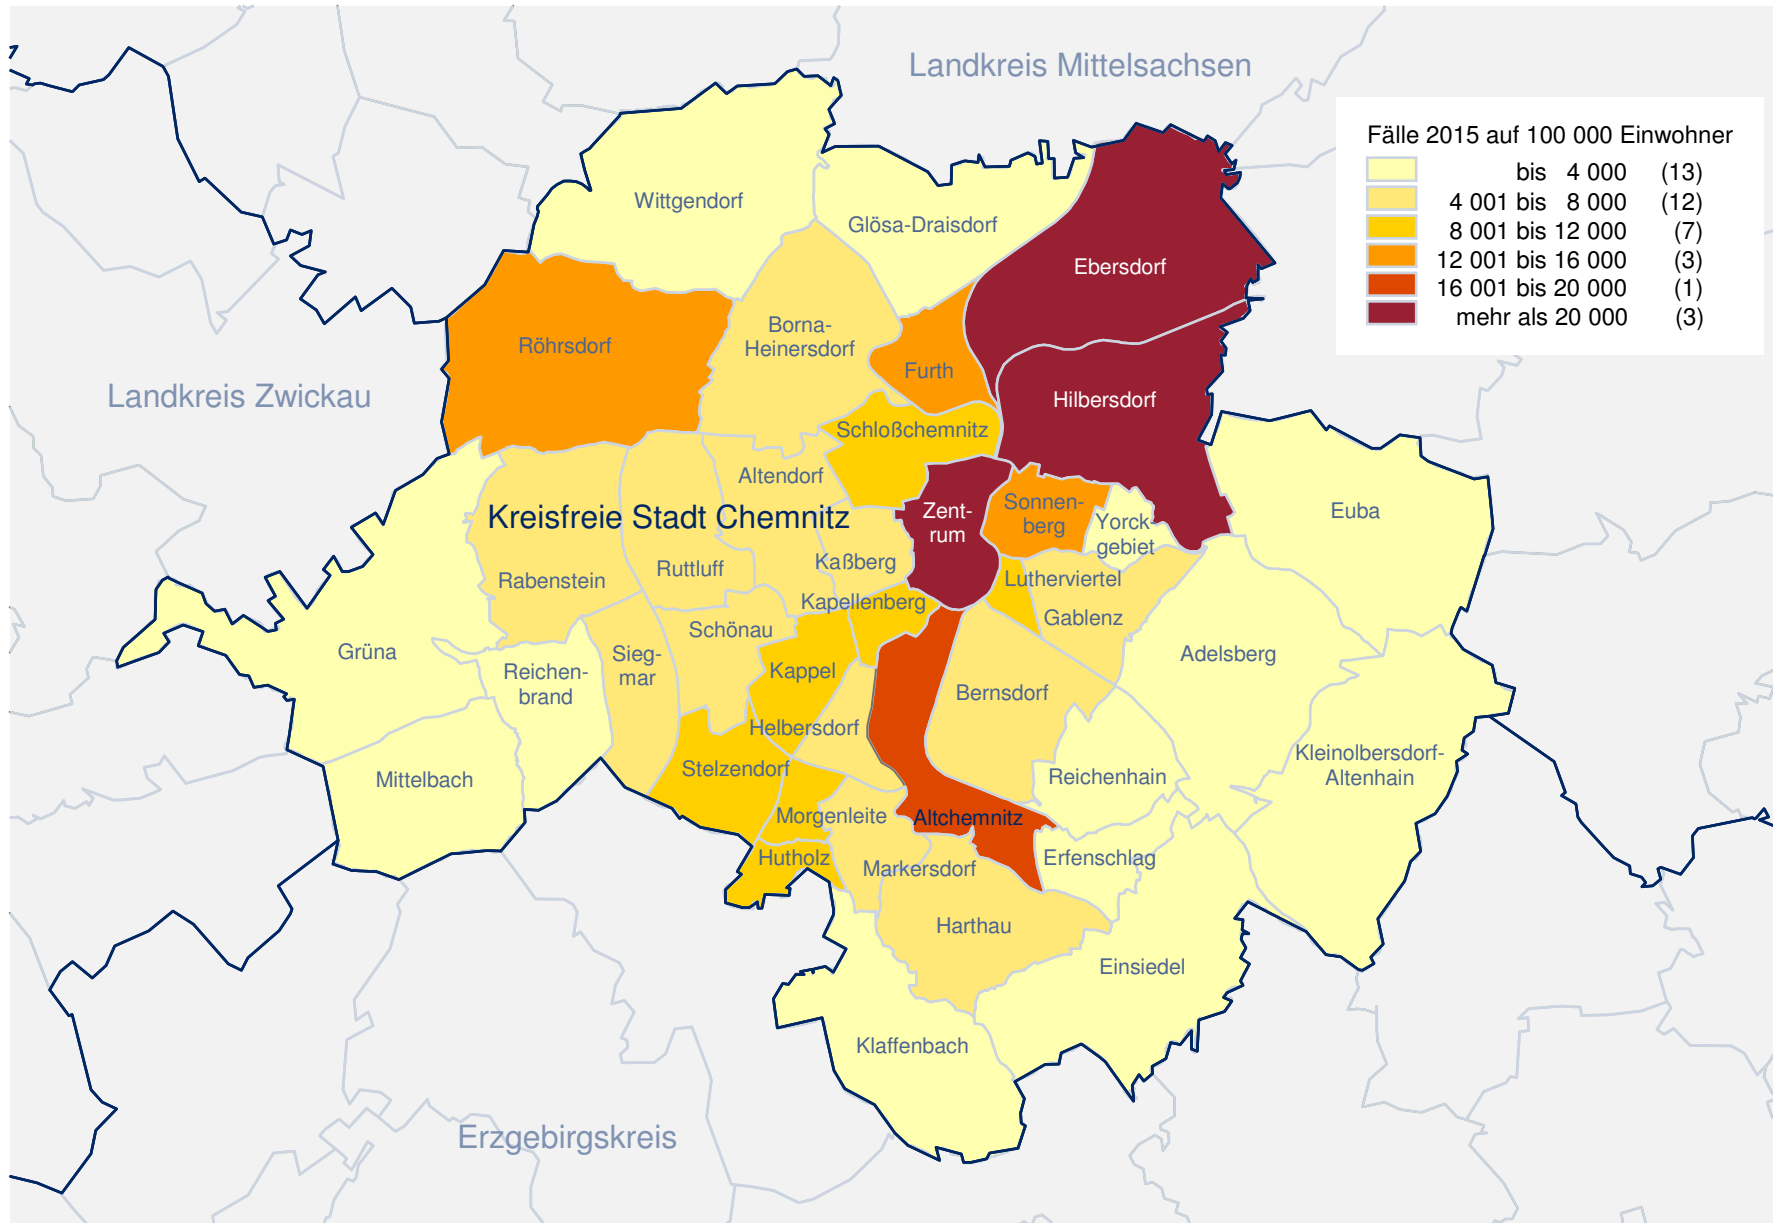 Landkreis Mittelsachsen
Fälle 2015 auf 100 000 Einwohner
bis 4 000 (13)
4 001 bis 8 000 (12)
8 001 bis 12 000 (7)
12 001 bis 16 000 (3)
16 001 bis 20 000 (1)
mehr als 20 000 (3)
Wittgendorf
Glösa-Draisdorf
Ebersdorf
Borna-
Heinersdorf
Röhrsdorf
Furth
Landkreis Zwickau
Hilbersdorf
Schloßchemnitz
Altendorf
Kreisfreie Stadt Chemnitz
Zent-
rum
Sonnen-
berg
Yorck-
gebiet
Euba
Kaßberg
Ruttluff
Rabenstein
Lutherviertel
Kapellenberg
Gablenz
Schönau
Grüna
Sieg-
mar
Adelsberg
Reichen-
brand
Kappel
Bernsdorf
Helbersdorf
Kleinolbersdorf-
Altenhain
Stelzendorf
Mittelbach
Reichenhain
Morgenleite
Altchemnitz
Hutholz
Markersdorf
Erfenschlag
Harthau
Einsiedel
Klaffenbach
Erzgebirgskreis